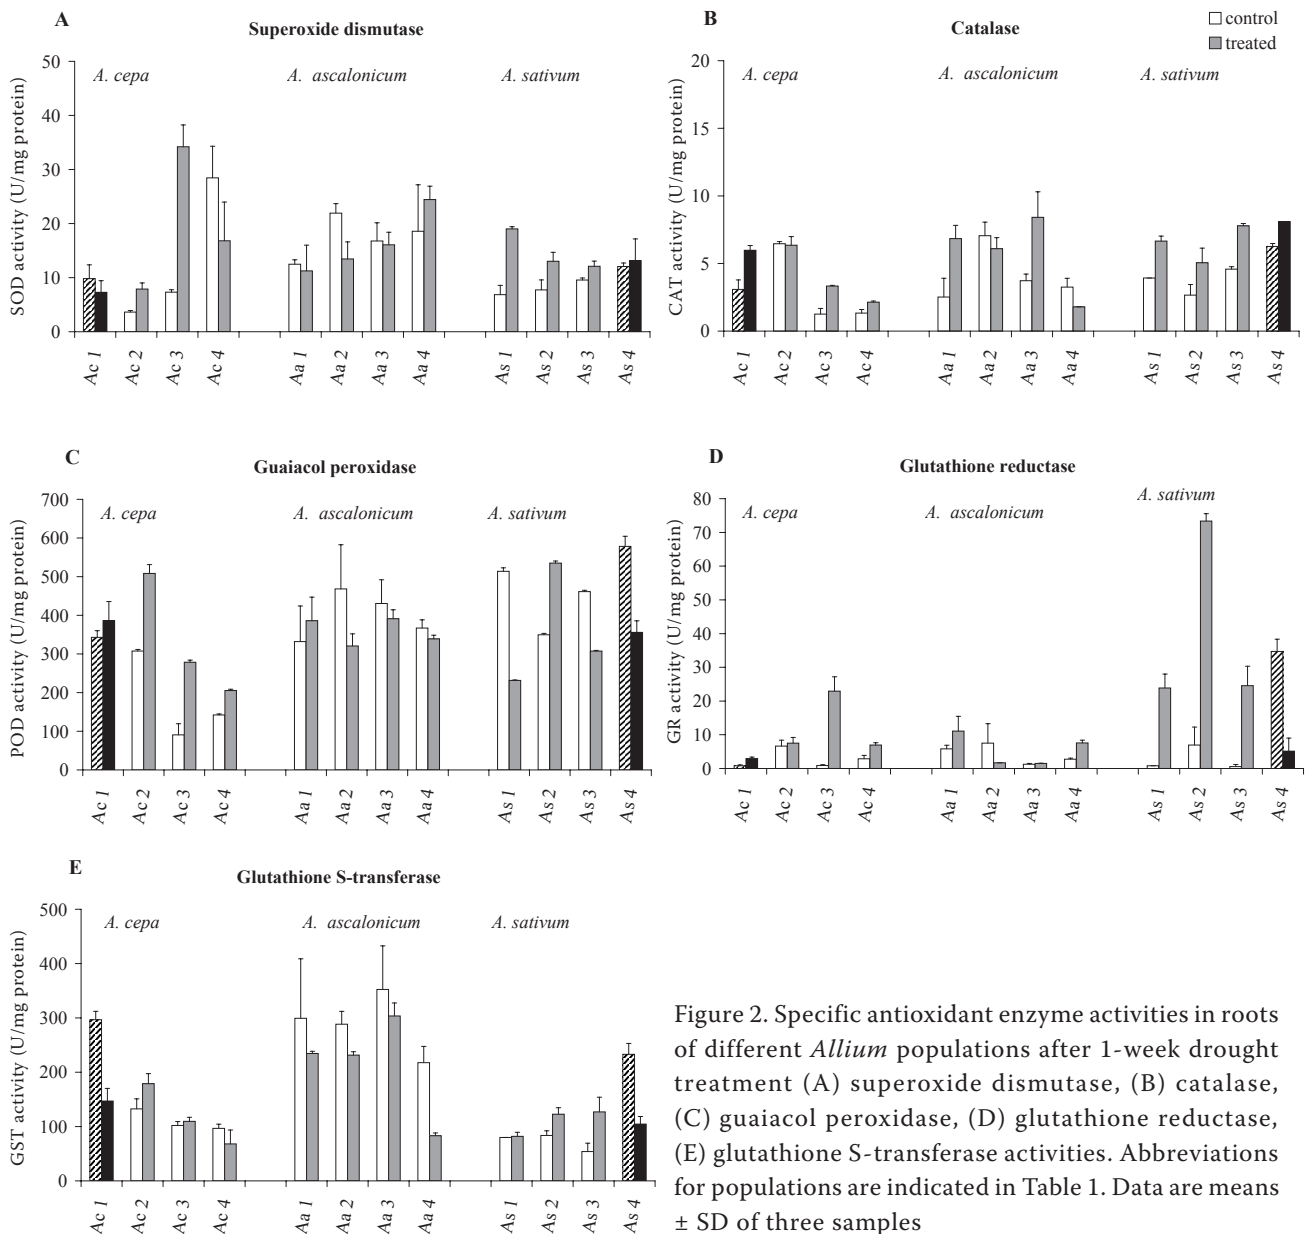 A
Superoxide dismutase
SOD activity (U/mg protein)
50
40
30
20
10
0
A. cepa
A. ascalonicum
A. sativum
Ac 1
Ac 2
Ac 3
Ac 4
Aa 1
Aa 2
Aa 3
Aa 4
As 1
As 2
As 3
As 4
B
Catalase
control
treated
CAT activity (U/mg protein)
20
15
10
5
0
A. cepa
A. ascalonicum
A. sativum
Ac 1
Ac 2
Ac 3
Ac 4
Aa 1
Aa 2
Aa 3
Aa 4
As 1
As 2
As 3
As 4
C
Guaiacol peroxidase
POD activity (U/mg protein)
700
600
500
400
300
200
100
0
A. cepa
A. ascalonicum
A. sativum
Ac 1
Ac 2
Ac 3
Ac 4
Aa 1
Aa 2
Aa 3
Aa 4
As 1
As 2
As 3
As 4
D
Glutathione reductase
GR activity (U/mg protein)
80
70
60
50
40
30
20
10
0
A. cepa
A. ascalonicum
A. sativum
Ac 1
Ac 2
Ac 3
Ac 4
Aa 1
Aa 2
Aa 3
Aa 4
As 1
As 2
As 3
As 4
E
Glutathione S-transferase
GST activity (U/mg protein)
500
400
300
200
100
0
A. cepa
A. ascalonicum
A. sativum
Ac 1
Ac 2
Ac 3
Ac 4
Aa 1
Aa 2
Aa 3
Aa 4
As 1
As 2
As 3
As 4
Figure 2. Specific antioxidant enzyme activities in roots
of different Allium populations after 1-week drought
treatment (A) superoxide dismutase, (B) catalase,
(C) guaiacol peroxidase, (D) glutathione reductase,
(E) glutathione S-transferase activities. Abbreviations
for populations are indicated in Table 1. Data are means
± SD of three samples